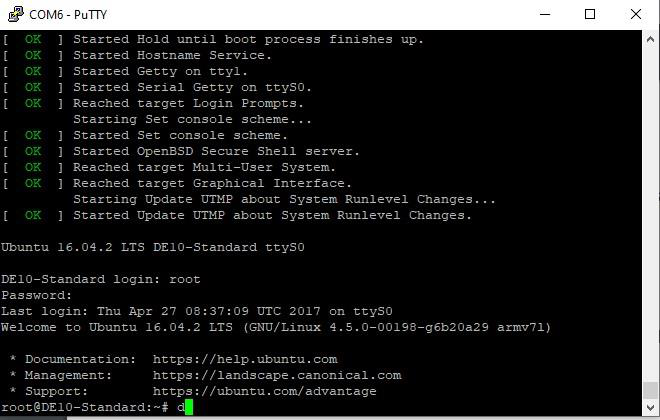 COM6 - PuTTY
[  OK  ] Started Hold until boot process finishes up.
[  OK  ] Started Hostname Service.
[  OK  ] Started Getty on tty1.
[  OK  ] Started Serial Getty on ttyS0.
[  OK  ] Reached target Login Prompts.
         Starting Set console scheme...
[  OK  ] Started Set console scheme.
[  OK  ] Started OpenBSD Secure Shell server.
[  OK  ] Reached target Multi-User System.
[  OK  ] Reached target Graphical Interface.
         Starting Update UTMP about System Runlevel Changes...
[  OK  ] Started Update UTMP about System Runlevel Changes.
Ubuntu 16.04.2 LTS DE10-Standard ttyS0
DE10-Standard login: root
Password:
Last login: Thu Apr 27 08:37:09 UTC 2017 on ttyS0
Welcome to Ubuntu 16.04.2 LTS (GNU/Linux 4.5.0-00198-g6b20a29 armv7l)
 * Documentation:  https://help.ubuntu.com
 * Management:     https://landscape.canonical.com
 * Support:        https://ubuntu.com/advantage
root@DE10-Standard:~# d